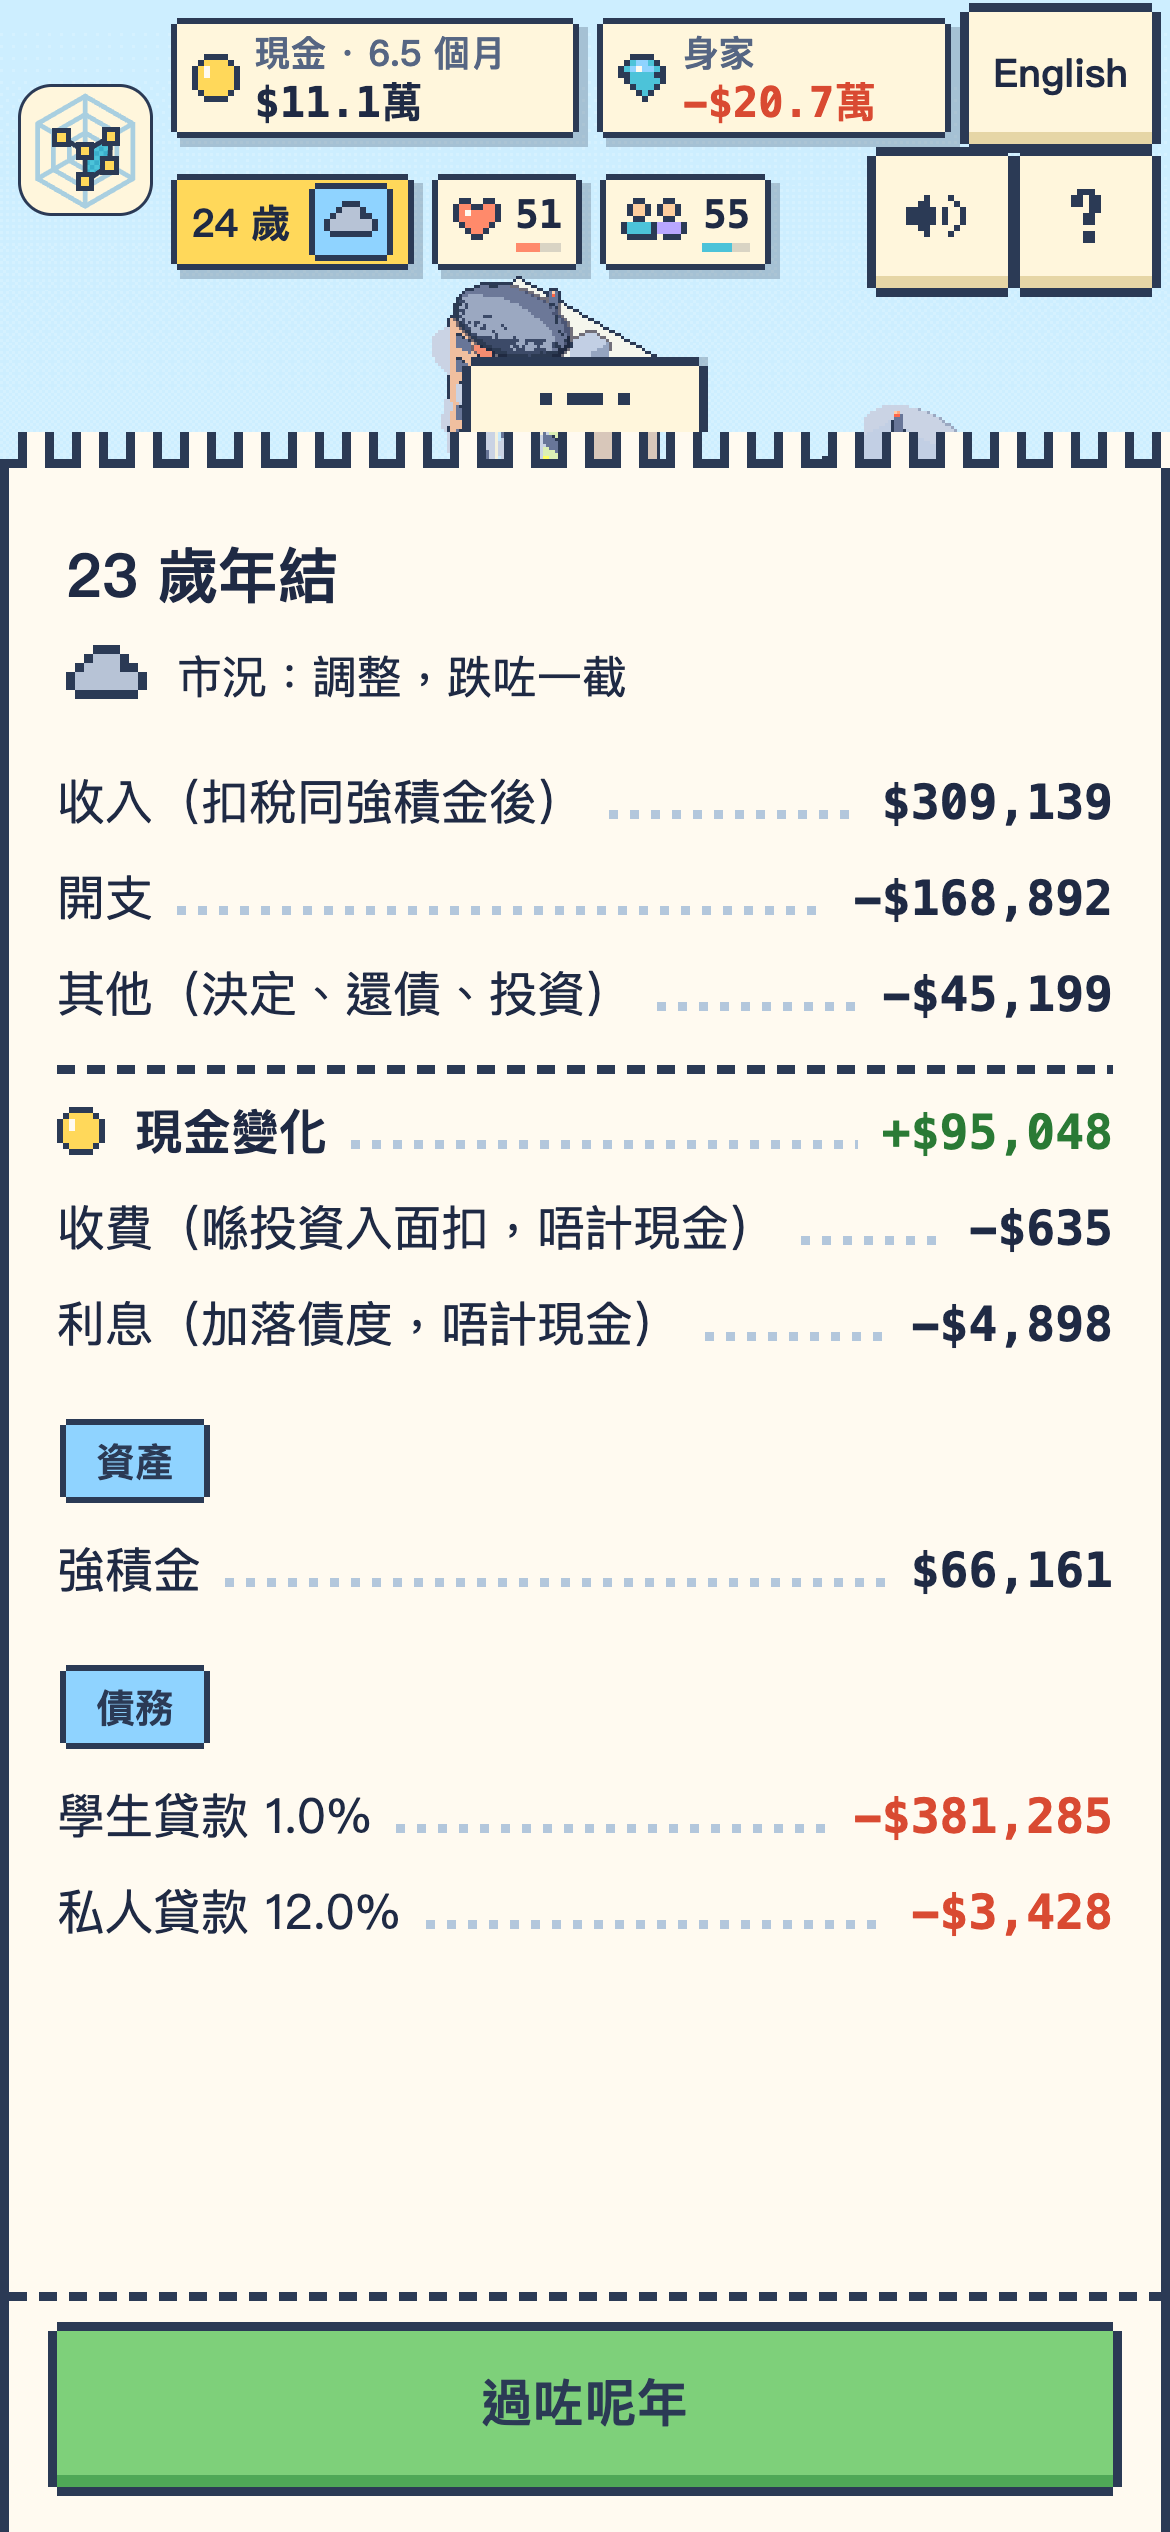 現金 · 6.5 個月
$11.1萬
身家
−$20.7萬
English
24 歲
51
55
?
23 歲年結
市況：調整，跌咗一截
收入（扣稅同強積金後） $309,139
開支 −$168,892
其他（決定、還債、投資） −$45,199
現金變化 +$95,048
收費（喺投資入面扣，唔計現金） −$635
利息（加落債度，唔計現金） −$4,898
資產
強積金 $66,161
債務
學生貸款 1.0% −$381,285
私人貸款 12.0% −$3,428
過咗呢年